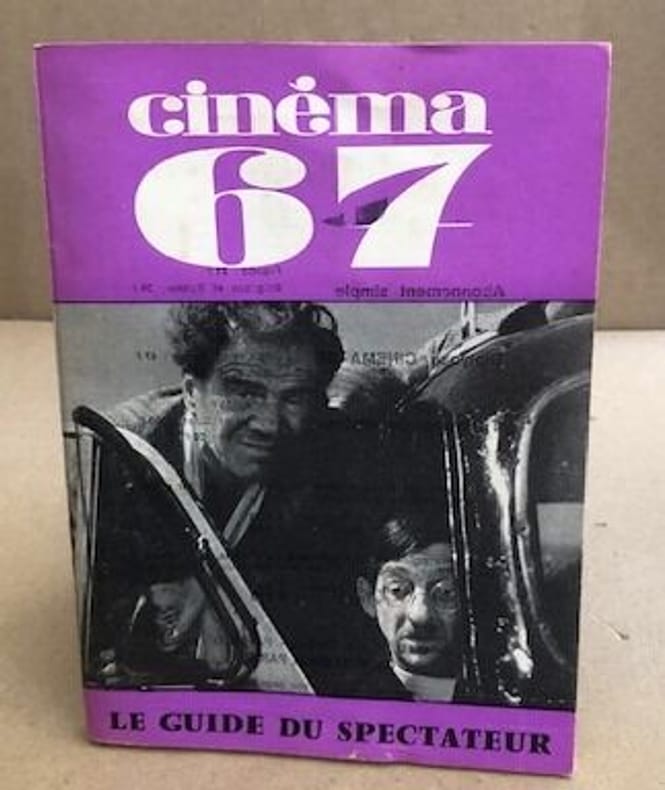 cinéma
67
Abonnement simple
LE GUIDE DU SPECTATEUR